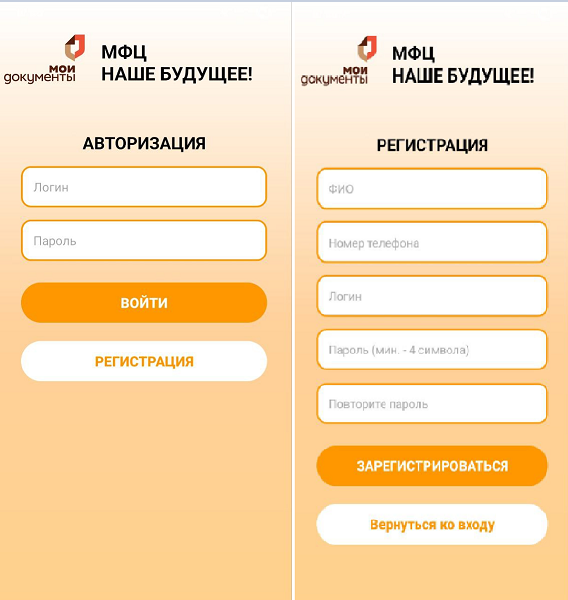 мои
документы
МФЦ
НАШЕ БУДУЩЕЕ!
АВТОРИЗАЦИЯ
Логин
Пароль
ВОЙТИ
РЕГИСТРАЦИЯ
мои
документы
МФЦ
НАШЕ БУДУЩЕЕ!
РЕГИСТРАЦИЯ
ФИО
Номер телефона
Логин
Пароль (мин. - 4 символа)
Повторите пароль
ЗАРЕГИСТРИРОВАТЬСЯ
Вернуться ко входу